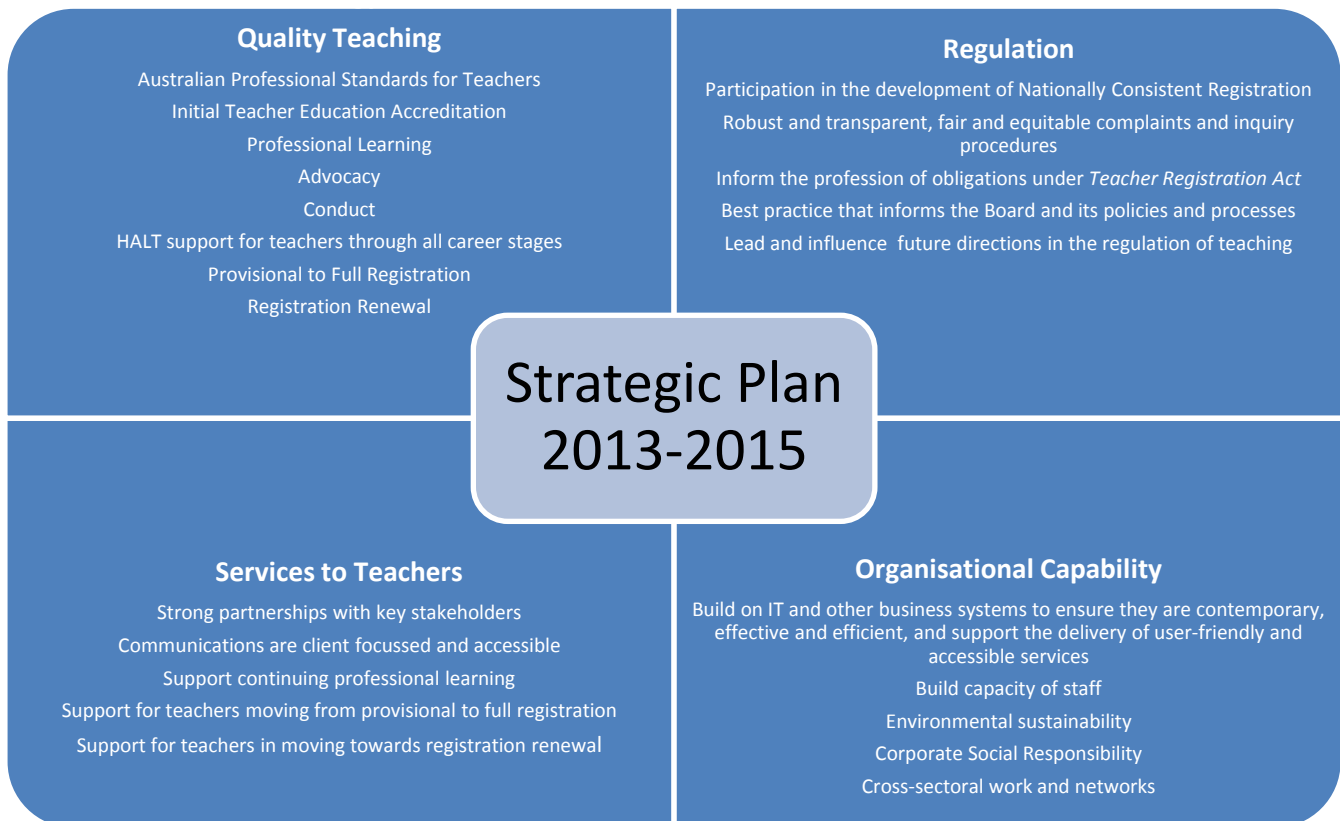 Quality Teaching
Australian Professional Standards for Teachers
Initial Teacher Education Accreditation
Professional Learning
Advocacy
Conduct
HALT support for teachers through all career stages
Provisional to Full Registration
Registration Renewal
Regulation
Participation in the development of Nationally Consistent Registration
Robust and transparent, fair and equitable complaints and inquiry
procedures
Inform the profession of obligations under Teacher Registration Act
Best practice that informs the Board and its policies and processes
Lead and influence future directions in the regulation of teaching
Strategic Plan
2013-2015
Services to Teachers
Strong partnerships with key stakeholders
Communications are client focussed and accessible
Support continuing professional learning
Support for teachers moving from provisional to full registration
Support for teachers in moving towards registration renewal
Organisational Capability
Build on IT and other business systems to ensure they are contemporary,
effective and efficient, and support the delivery of user-friendly and
accessible services
Build capacity of staff
Environmental sustainability
Corporate Social Responsibility
Cross-sectoral work and networks